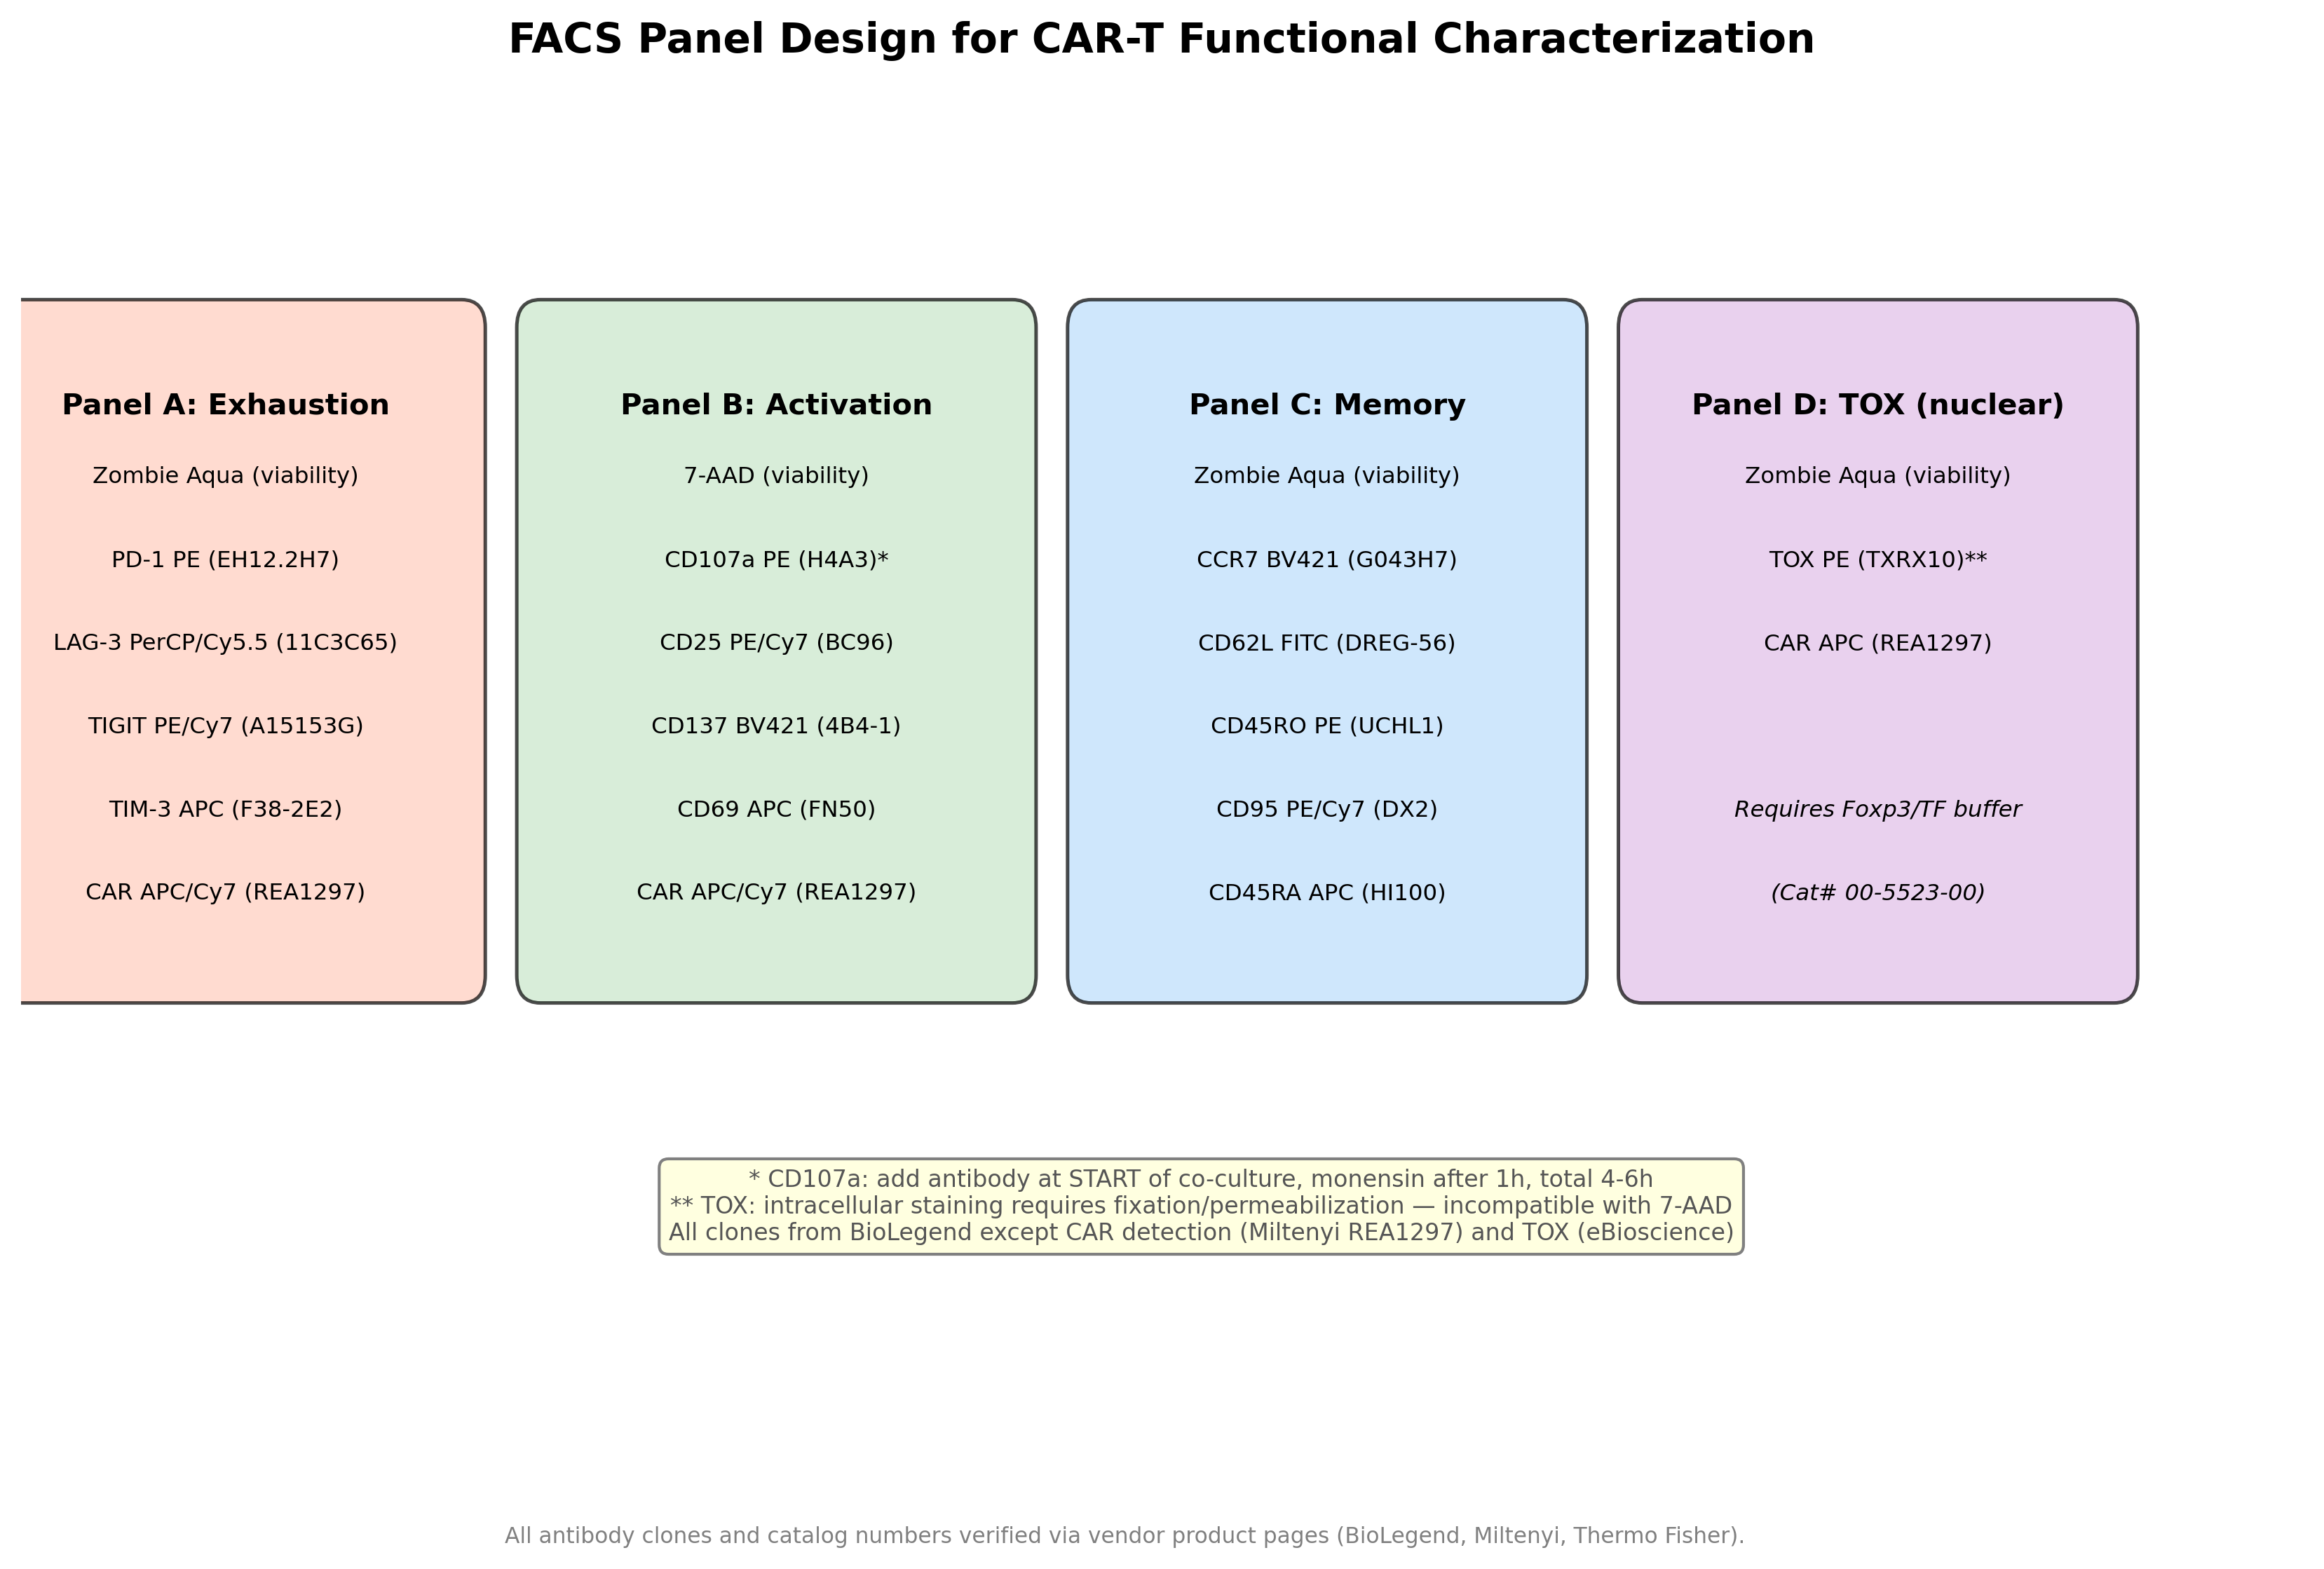 FACS Panel Design for CAR-T Functional Characterization
Panel A: Exhaustion
Zombie Aqua (viability)
PD-1 PE (EH12.2H7)
LAG-3 PerCP/Cy5.5 (11C3C65)
TIGIT PE/Cy7 (A15153G)
TIM-3 APC (F38-2E2)
CAR APC/Cy7 (REA1297)
Panel B: Activation
7-AAD (viability)
CD107a PE (H4A3)*
CD25 PE/Cy7 (BC96)
CD137 BV421 (4B4-1)
CD69 APC (FN50)
CAR APC/Cy7 (REA1297)
Panel C: Memory
Zombie Aqua (viability)
CCR7 BV421 (G043H7)
CD62L FITC (DREG-56)
CD45RO PE (UCHL1)
CD95 PE/Cy7 (DX2)
CD45RA APC (HI100)
Panel D: TOX (nuclear)
Zombie Aqua (viability)
TOX PE (TXRX10)**
CAR APC (REA1297)
Requires Foxp3/TF buffer
(Cat# 00-5523-00)
* CD107a: add antibody at START of co-culture, monensin after 1h, total 4-6h
** TOX: intracellular staining requires fixation/permeabilization — incompatible with 7-AAD
All clones from BioLegend except CAR detection (Miltenyi REA1297) and TOX (eBioscience)
All antibody clones and catalog numbers verified via vendor product pages (BioLegend, Miltenyi, Thermo Fisher).